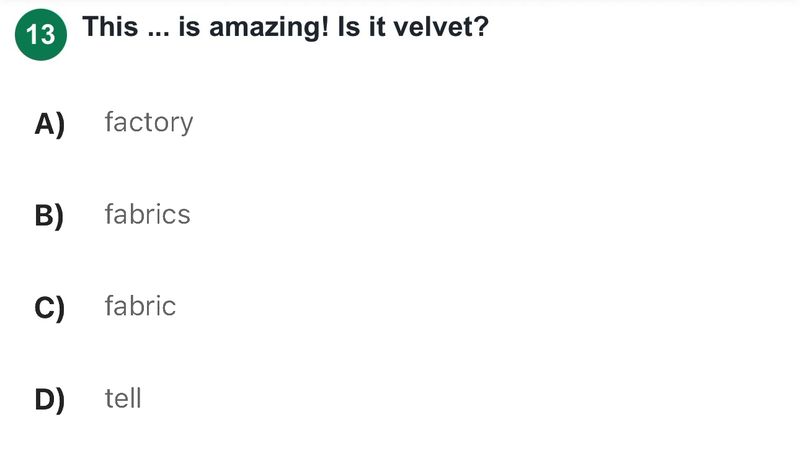 13 This ... is amazing! Is it velvet?
A) factory
B) fabrics
C) fabric
D) tell